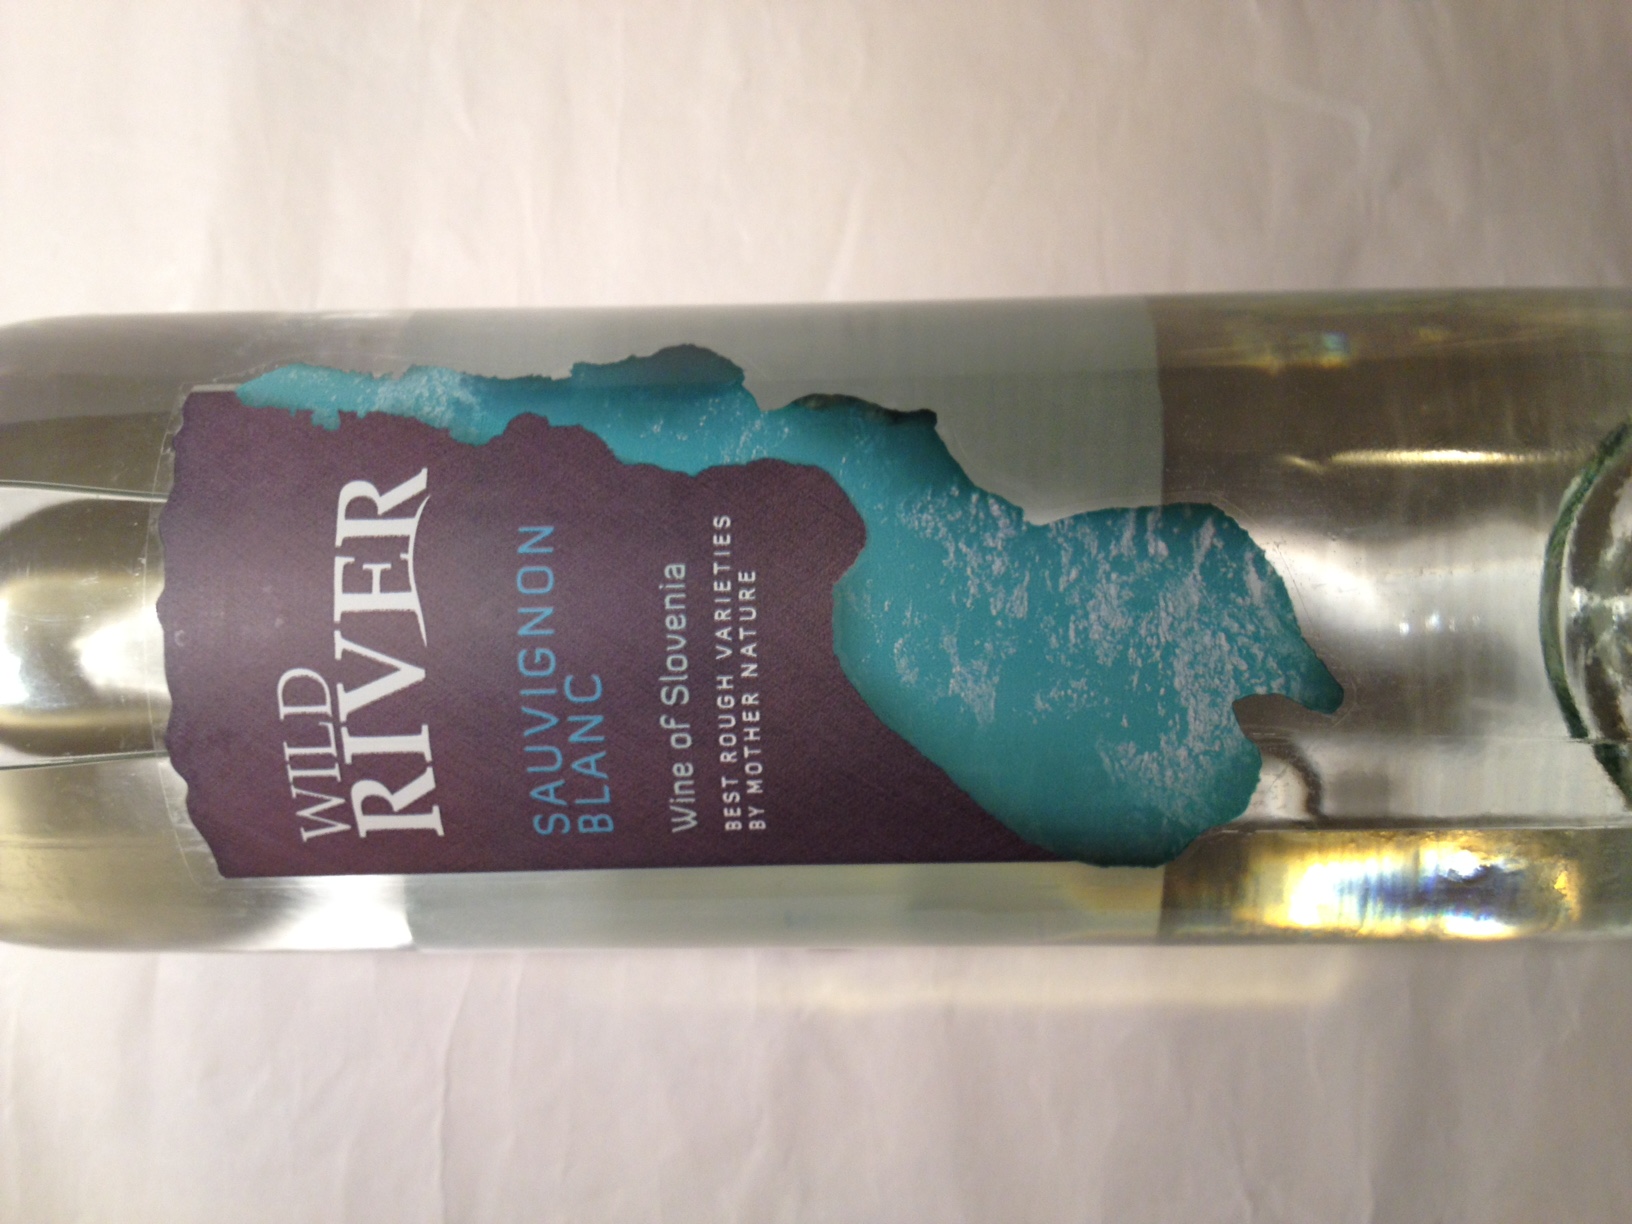 WILD
RIVER
SAUVIGNON
BLANC
Wine of Slovenia
BEST ROUGH VARIETIES
BY MOTHER NATURE